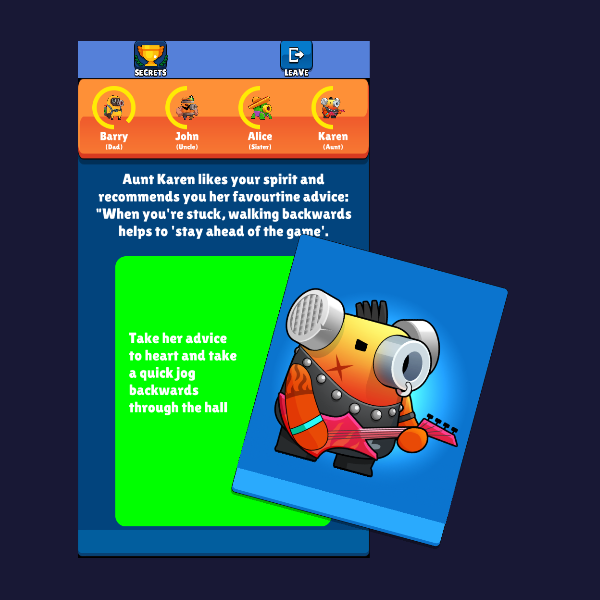 SECRETS
LEAVE
Barry
(Dad)
John
(Uncle)
Alice
(Sister)
Karen
(Aunt)
Aunt Karen likes your spirit and
recommends you her favourtine advice:
"When you're stuck, walking backwards
helps to 'stay ahead of the game'.
Take her advice
to heart and take
a quick jog
backwards
through the hall